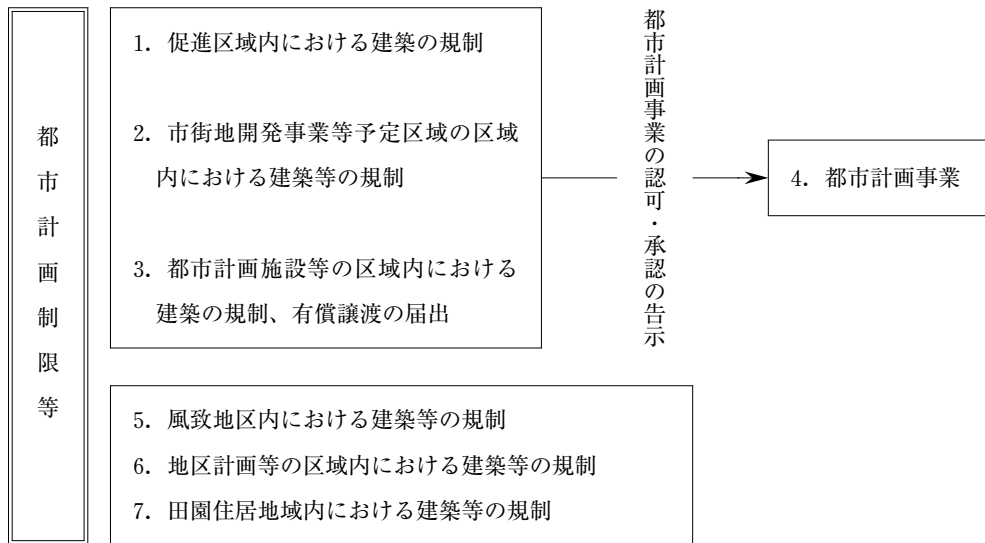 都市計画制限等
1. 促進区域内における建築の規制
2. 市街地開発事業等予定区域の区域
内における建築等の規制
3. 都市計画施設等の区域内における
建築の規制、有償譲渡の届出
都市計画事業の認可・承認の告示
4. 都市計画事業
5. 風致地区内における建築等の規制
6. 地区計画等の区域内における建築等の規制
7. 田園住居地域内における建築等の規制